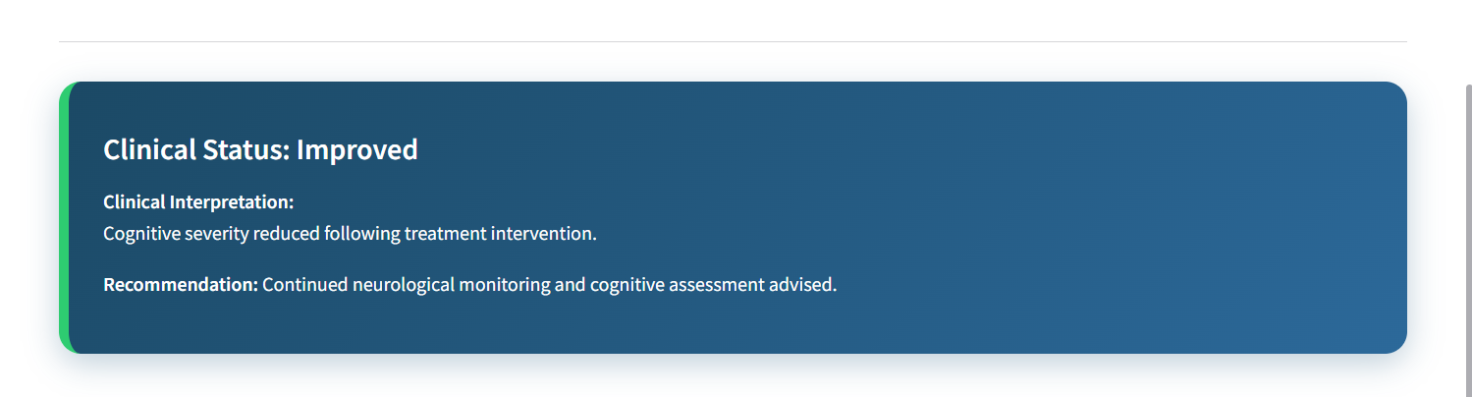 Clinical Status: Improved
Clinical Interpretation:
Cognitive severity reduced following treatment intervention.
Recommendation: Continued neurological monitoring and cognitive assessment advised.